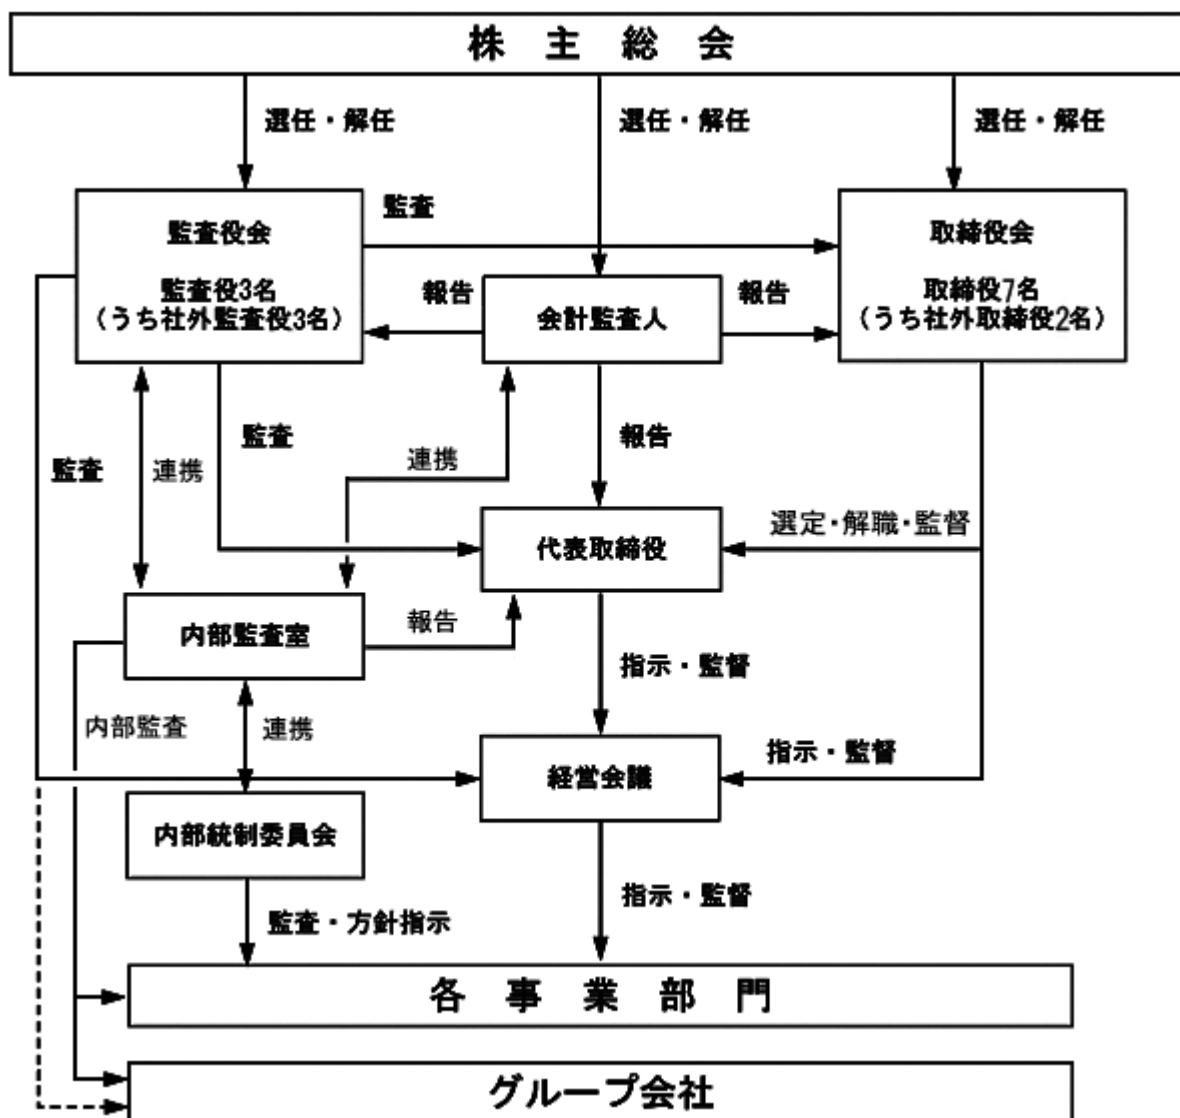 株主総会
選任・解任
選任・解任
選任・解任
監査役会
監査役3名
（うち社外監査役3名）
監査
取締役会
取締役7名
（うち社外取締役2名）
報告
会計監査人
報告
監査
連携
監査
連携
報告
選定・解職・監督
代表取締役
内部監査室
報告
指示・監督
内部監査
連携
経営会議
指示・監督
内部統制委員会
監査・方針指示
指示・監督
各事業部門
グループ会社